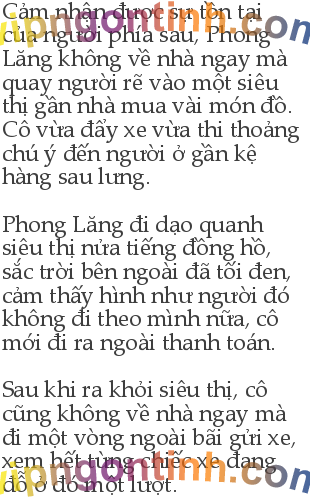 Cảm nhận được sự tồn tại
của người phía sau, Phong
Lăng không về nhà ngay mà
quay người rẽ vào một siêu
thị gần nhà mua vài món đồ.
Cô vừa đẩy xe vừa thi thoảng
chú ý đến người ở gần kệ
hàng sau lưng.
Phong Lăng đi dạo quanh
siêu thị nửa tiếng đồng hồ,
sắc trời bên ngoài đã tối đen,
cảm thấy hình như người đó
không đi theo mình nữa, cô
mới đi ra ngoài thanh toán.
Sau khi ra khỏi siêu thị, cô
cũng không về nhà ngay mà
đi một vòng ngoài bãi gửi xe,
xem hết từng chiếc xe đang
đỗ ở đó một lượt.
vipngontinh.com
vipngontinh.com